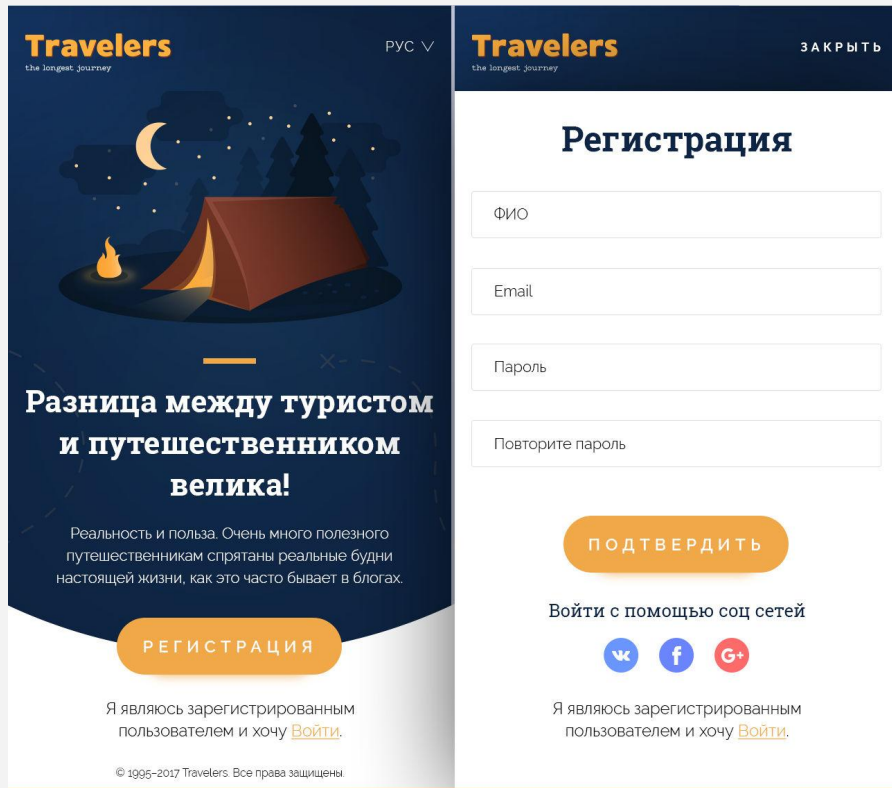 Travelers
the longest journey
РУС
Разница между туристом
и путешественником
велика!
Реальность и польза. Очень много полезного
путешественникам спрятаны реальные будни
настоящей жизни, как это часто бывает в блогах.
РЕГИСТРАЦИЯ
Я являюсь зарегистрированным
пользователем и хочу Войти.
© 1995–2017 Travelers. Все права защищены.
Travelers
the longest journey
ЗАКРЫТЬ
Регистрация
ФИО
Email
Пароль
Повторите пароль
ПОДТВЕРДИТЬ
Войти с помощью соц сетей
f
G+
Я являюсь зарегистрированным
пользователем и хочу Войти.